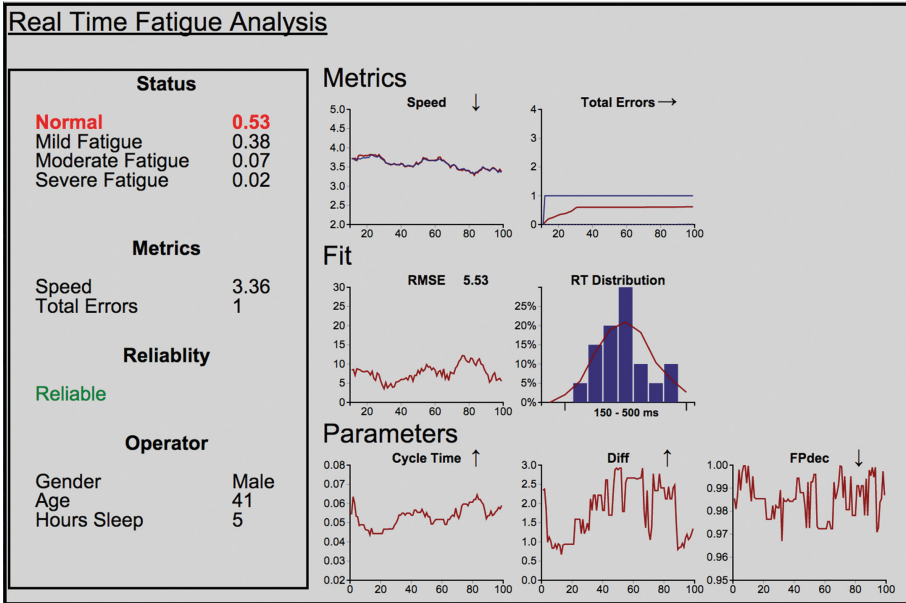 Real Time Fatigue Analysis
Status
Normal 0.53
Mild Fatigue 0.38
Moderate Fatigue 0.07
Severe Fatigue 0.02
Metrics
Speed 3.36
Total Errors 1
Reliablity
Reliable
Operator
Gender Male
Age 41
Hours Sleep 5
Metrics
Speed ↓
5.0
4.5
4.0
3.5
3.0
2.5
2.0
20 40 60 80 100
Total Errors →
4
3
2
1
0
20 40 60 80 100
Fit
RMSE 5.53
30
25
20
15
10
5
0
20 40 60 80 100
RT Distribution
25%
20%
15%
10%
5%
0%
150 - 500 ms
Parameters
Cycle Time ↑
0.08
0.07
0.06
0.05
0.04
0.03
0.02
0 20 40 60 80 100
Diff ↑
3.0
2.5
2.0
1.5
1.0
0.5
0.0
0 20 40 60 80 100
FPdec ↓
1.00
0.99
0.98
0.97
0.96
0.95
0 20 40 60 80 100